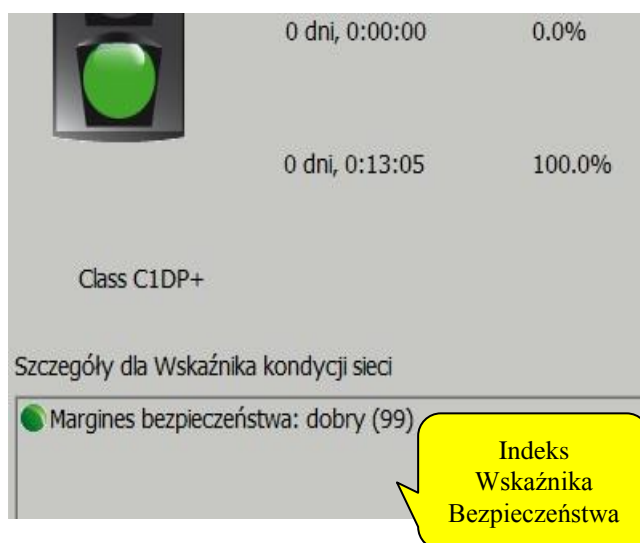 0 dni, 0:00:00 0.0%
0 dni, 0:13:05 100.0%
Class C1DP+
Szczegóły dla Wskaźnika kondycji sieci
Margines bezpieczeństwa: dobry (99)
Indeks
Wskaźnika
Bezpieczeństwa